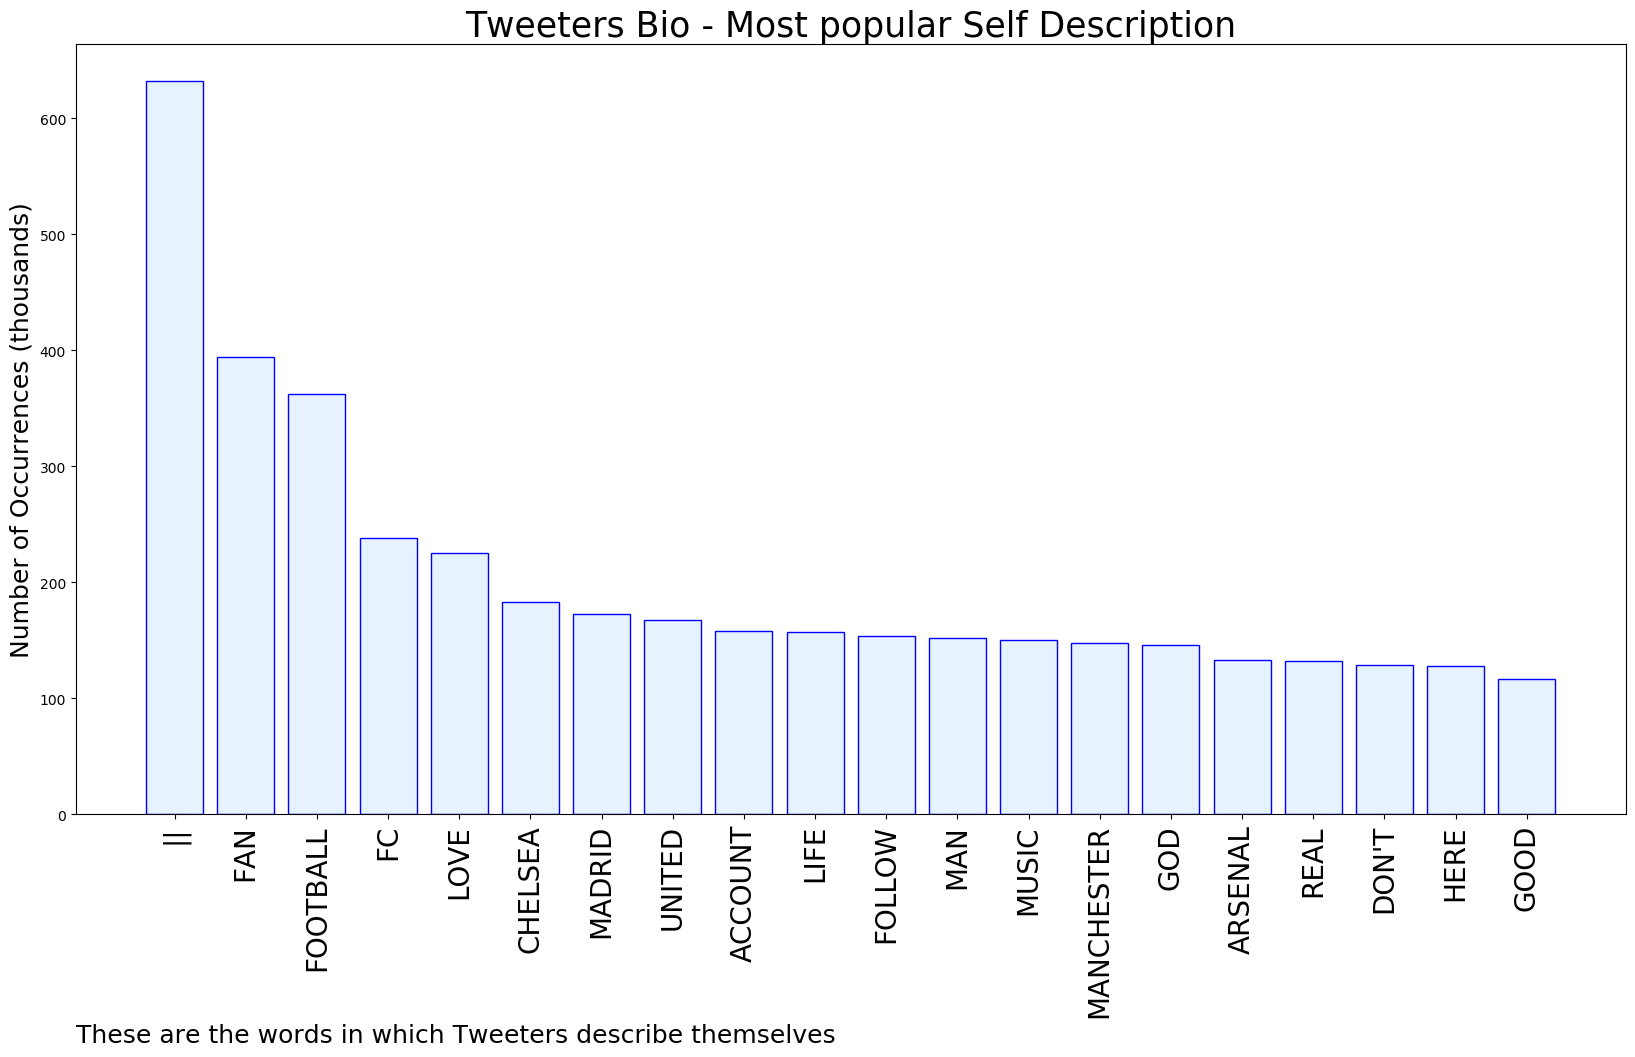 Tweeters Bio - Most popular Self Description
Number of Occurrences (thousands)
600
500
400
300
200
100
0
||
FAN
FOOTBALL
FC
LOVE
CHELSEA
MADRID
UNITED
ACCOUNT
LIFE
FOLLOW
MAN
MUSIC
MANCHESTER
GOD
ARSENAL
REAL
DON'T
HERE
GOOD
These are the words in which Tweeters describe themselves